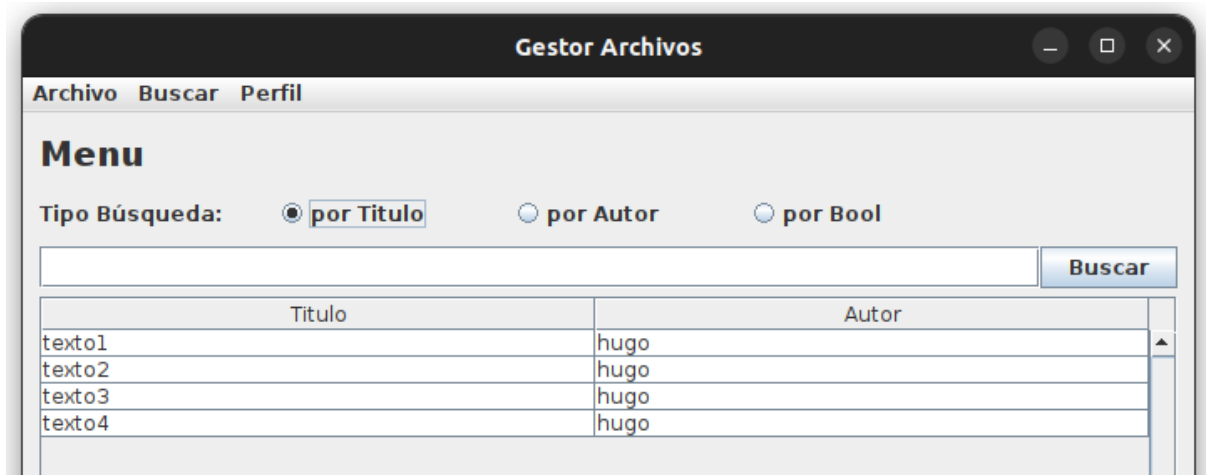 Gestor Archivos
Archivo Buscar Perfil
Menu
Tipo Búsqueda: por Titulo por Autor por Bool
Buscar
Titulo Autor
texto1 hugo
texto2 hugo
texto3 hugo
texto4 hugo